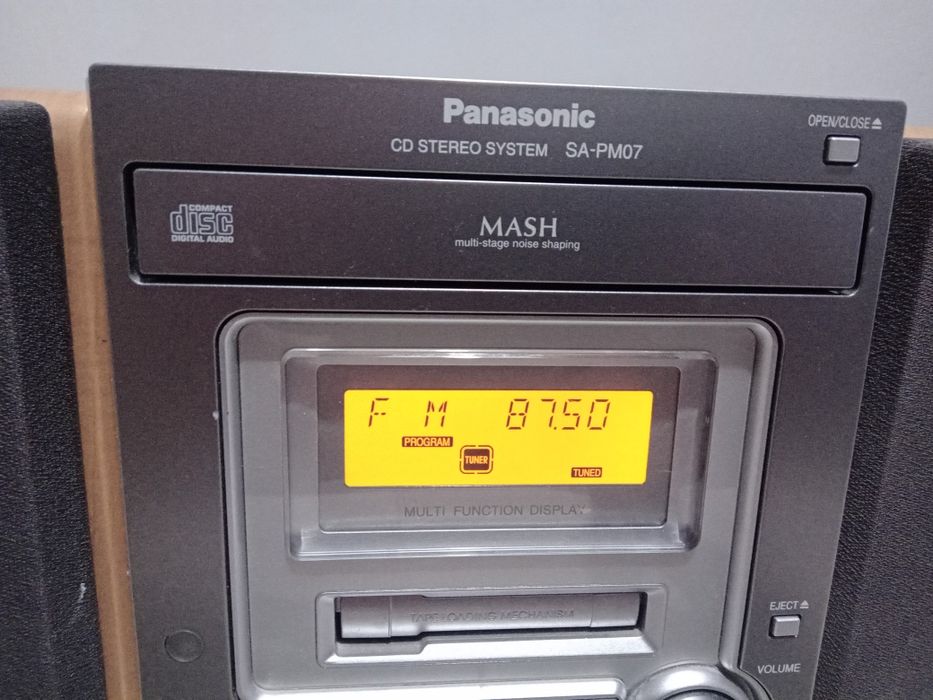 Panasonic
OPEN/CLOSE
CD STEREO SYSTEM SA-PM07
COMPACT
disc
DIGITAL AUDIO
MASH
multi-stage noise shaping
FM 87.50
PROGRAM
TUNER
TUNED
MULTI FUNCTION DISPLAY
TAPE LOADING MECHANISM
EJECT
VOLUME